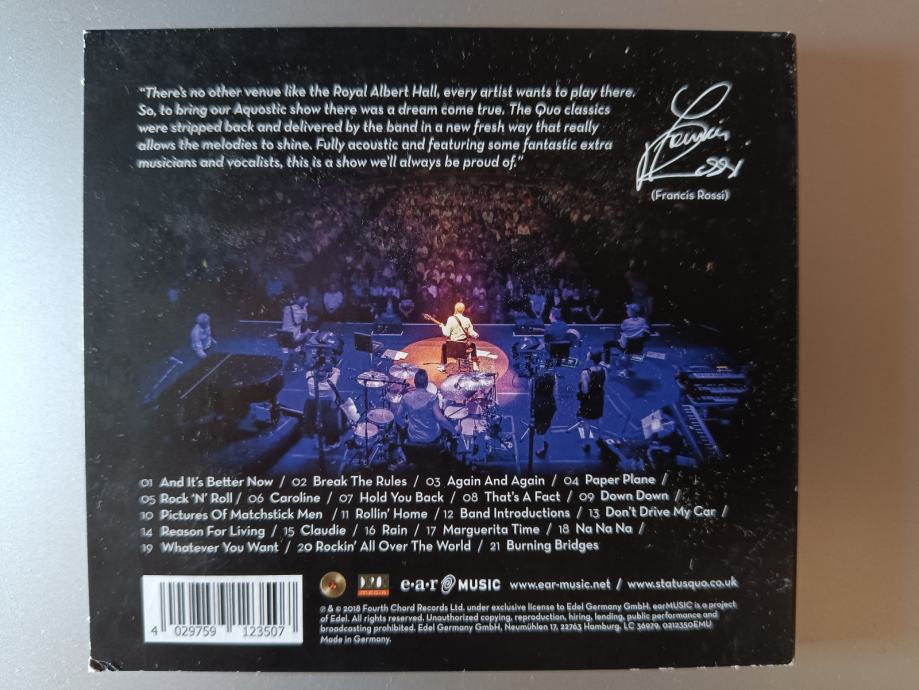 "There's no other venue like the Royal Albert Hall, every artist wants to play there.
So, to bring our Aquostic show there was a dream come true. The Quo classics
were stripped back and delivered by the band in a new fresh way that really
allows the melodies to shine. Fully acoustic and featuring some fantastic extra
musicians and vocalists, this is a show we'll always be proud of."
Francis
Rossi
(Francis Rossi)
01 And It's Better Now / 02 Break The Rules / 03 Again And Again / 04 Paper Plane /
05 Rock 'N' Roll / 06 Caroline / 07 Hold You Back / 08 That's A Fact / 09 Down Down /
10 Pictures Of Matchstick Men / 11 Rollin' Home / 12 Band Introductions / 13 Don't Drive My Car /
14 Reason For Living / 15 Claudie / 16 Rain / 17 Marguerita Time / 18 Na Na Na /
19 Whatever You Want / 20 Rockin' All Over The World / 21 Burning Bridges
e·a·r MUSIC www.ear-music.net / www.statusquo.co.uk
℗ & © 2018 Fourth Chord Records Ltd. under exclusive license to Edel Germany GmbH. earMUSIC is a project
of Edel. All rights reserved. Unauthorized copying, reproduction, hiring, lending, public performance and
broadcasting prohibited. Edel Germany GmbH, Neumühlen 17, 22763 Hamburg. LC 36979. 0212350EMU
Made in Germany.
4 029759 123507